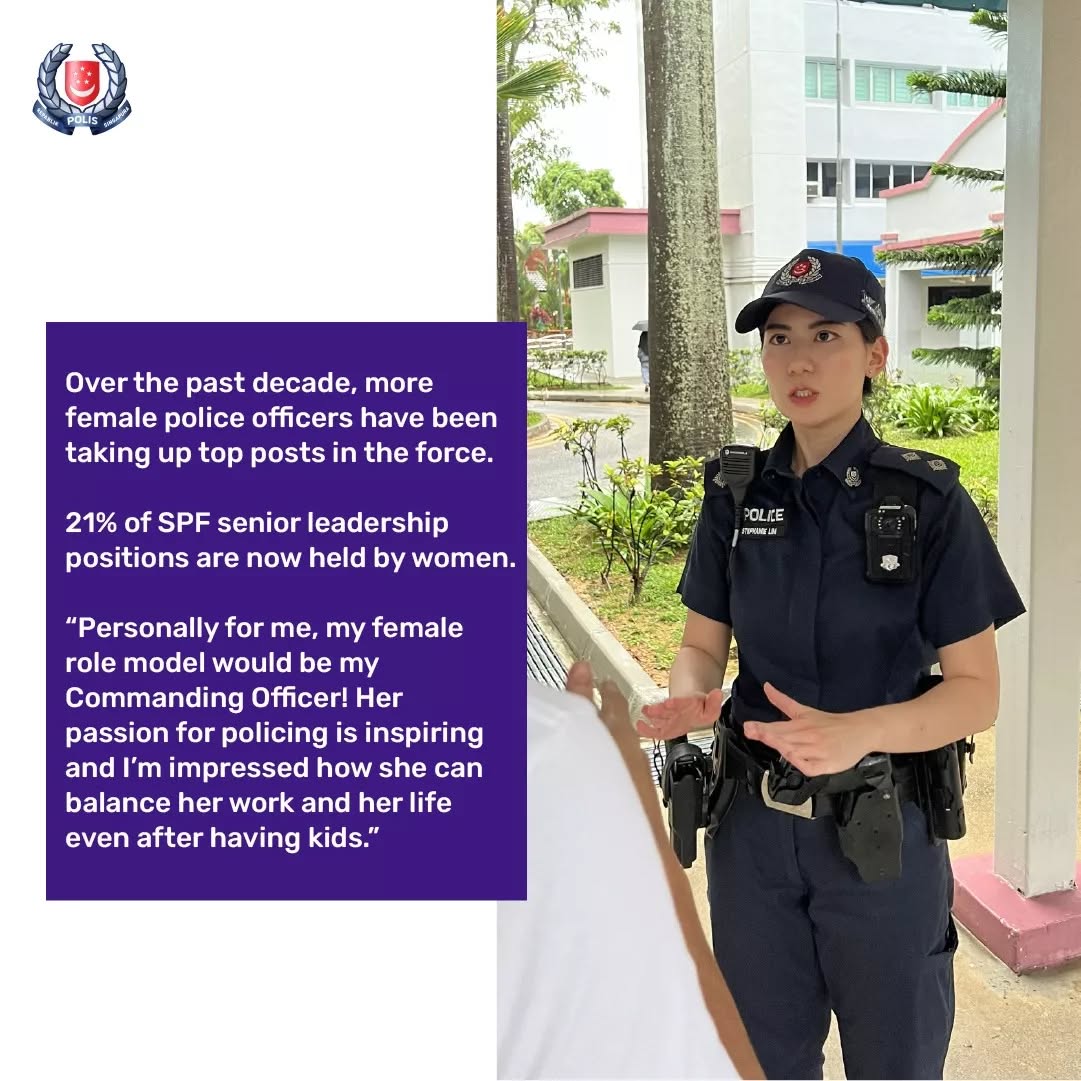 REPUBLIK
POLIS
SINGAPURA
Over the past decade, more
female police officers have been
taking up top posts in the force.
21% of SPF senior leadership
positions are now held by women.
“Personally for me, my female
role model would be my
Commanding Officer! Her
passion for policing is inspiring
and I’m impressed how she can
balance her work and her life
even after having kids.”
POLICE
STEPHANIE LIM